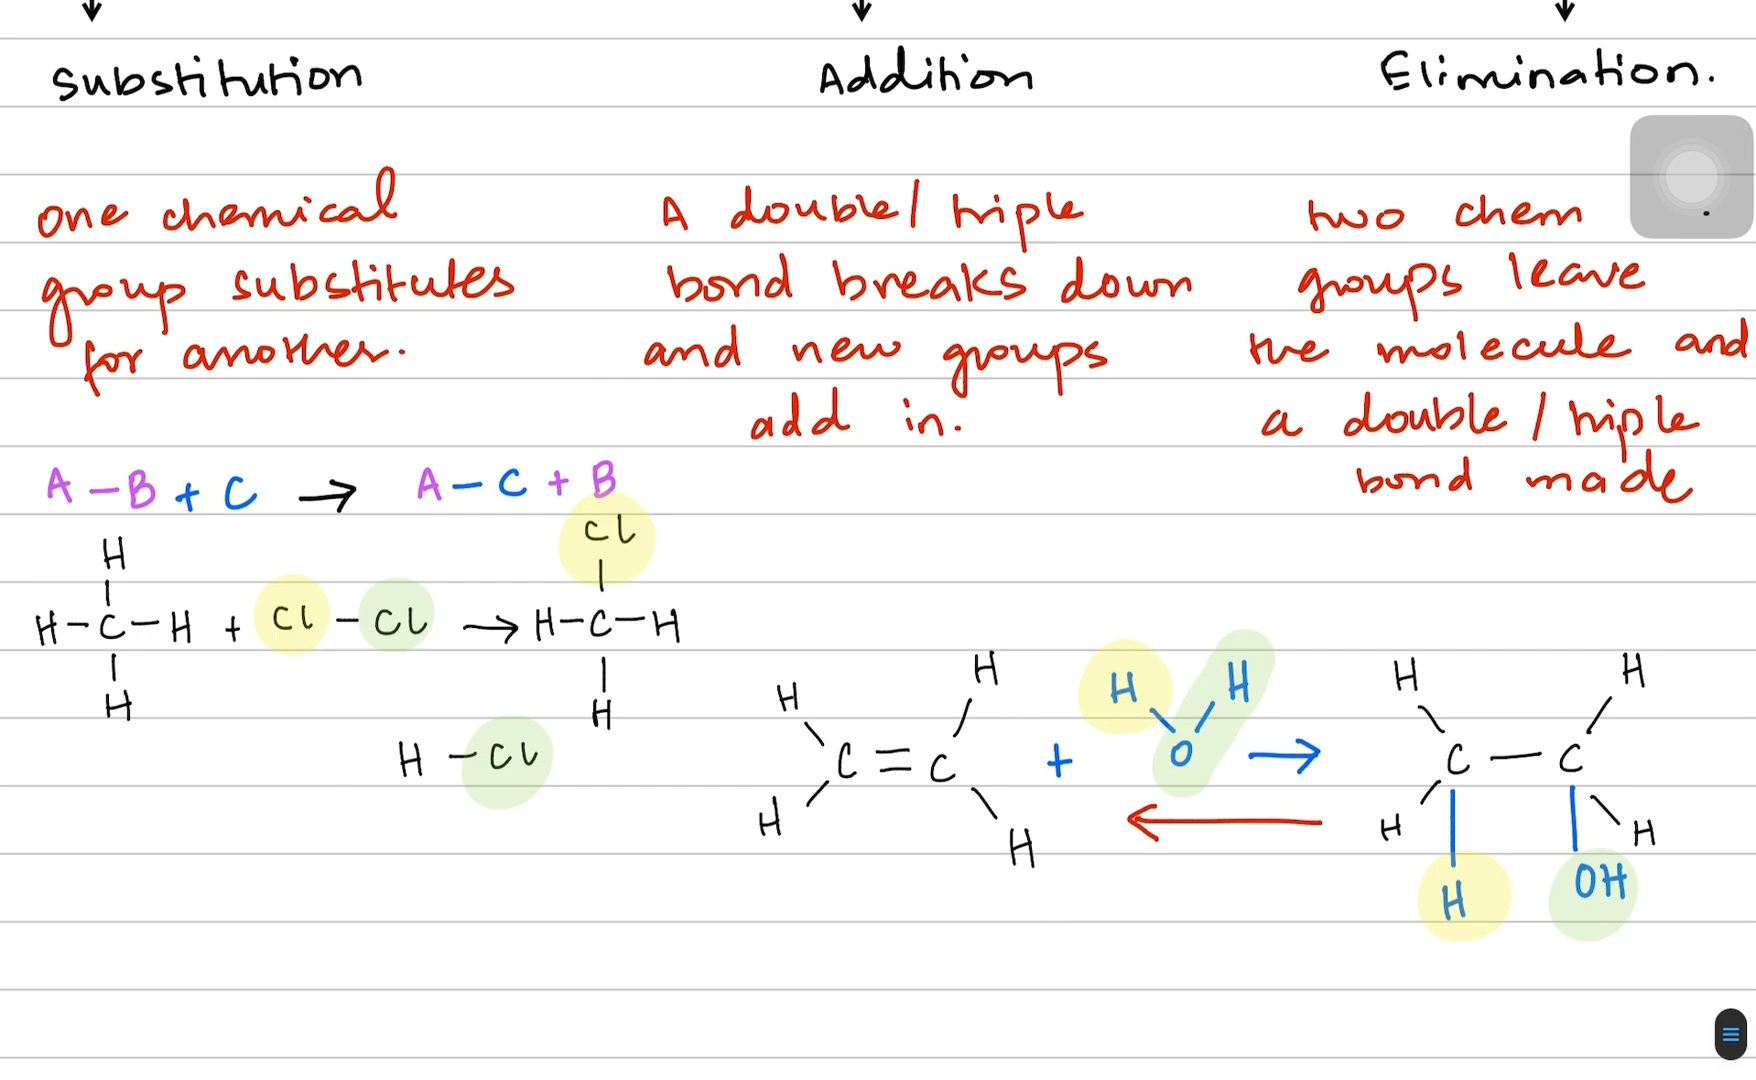 Substitution
Addition
Elimination.
one chemical
group substitutes
for another.
A double/triple
bond breaks down
and new groups
add in.
two chem
groups leave
the molecule and
a double/triple
bond made
A - B + C → A - C + B
H
H - C - H + Cl - Cl → H - C - H
H
Cl
H
H - Cl
H H
C = C + H O H → C - C
H H
H H
H H
H OH